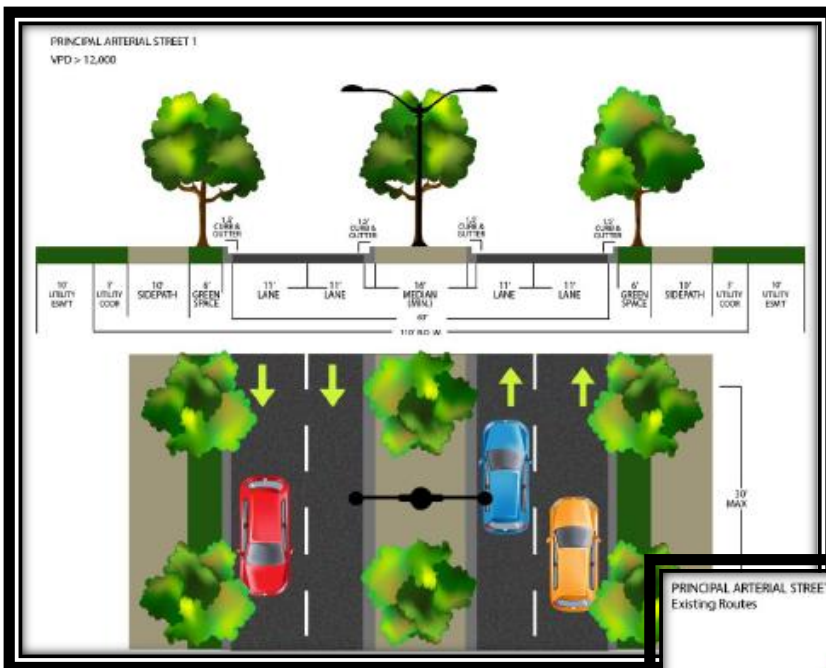 PRINCIPAL ARTERIAL STREET 1
VPD > 12,000
1.5'
CURB &
GUTTER
1.5'
CURB &
GUTTER
1.5'
CURB &
GUTTER
1.5'
CURB &
GUTTER
10'
UTILITY
ESMT
UTILITY
COOR
10'
SIDEPATH
6'
GREEN
SPACE
11'
LANE
11'
LANE
16'
MEDIAN
(MIN.)
11'
LANE
11'
LANE
6'
GREEN
SPACE
10'
SIDEPATH
UTILITY
COOR
10'
UTILITY
ESMT
110' R.O.W.
30'
MAX
PRINCIPAL ARTERIAL STREET
Existing Routes